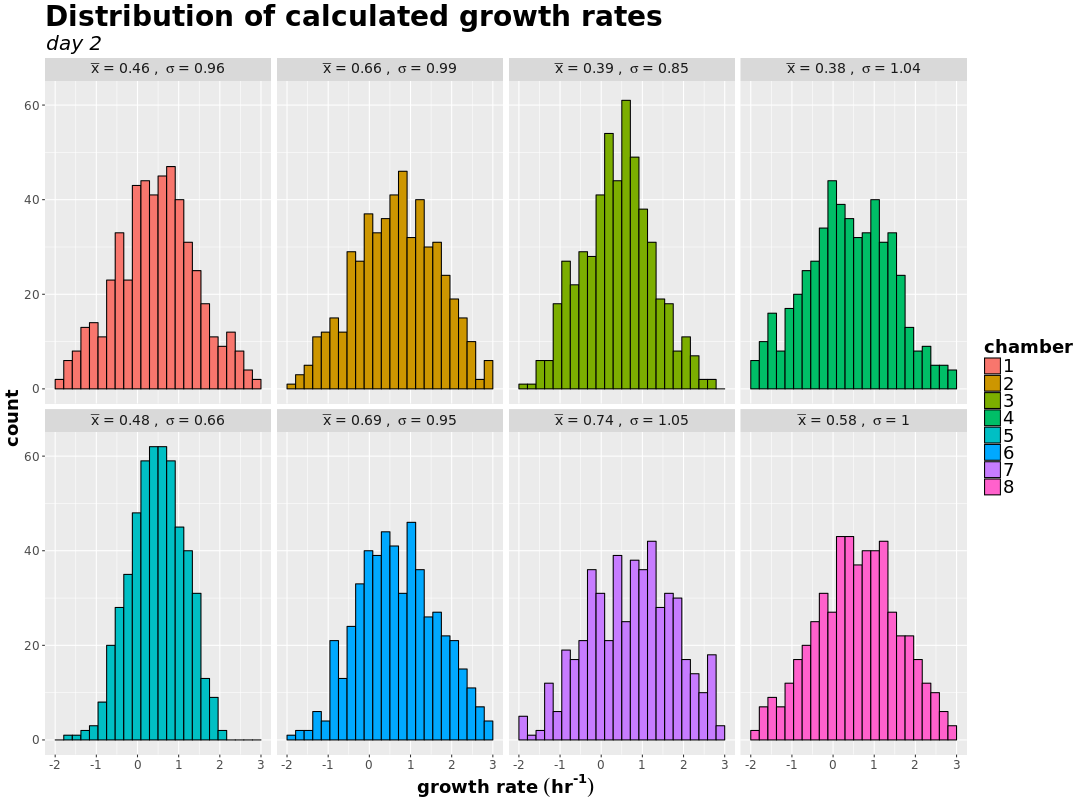 Distribution of calculated growth rates
day 2
x̅ = 0.46 , σ = 0.96
x̅ = 0.66 , σ = 0.99
x̅ = 0.39 , σ = 0.85
x̅ = 0.38 , σ = 1.04
60
40
20
0
x̅ = 0.48 , σ = 0.66
x̅ = 0.69 , σ = 0.95
x̅ = 0.74 , σ = 1.05
x̅ = 0.58 , σ = 1
60
40
20
0
-2 -1 0 1 2 3
-2 -1 0 1 2 3
-2 -1 0 1 2 3
-2 -1 0 1 2 3
count
growth rate (hr⁻¹)
chamber
1
2
3
4
5
6
7
8